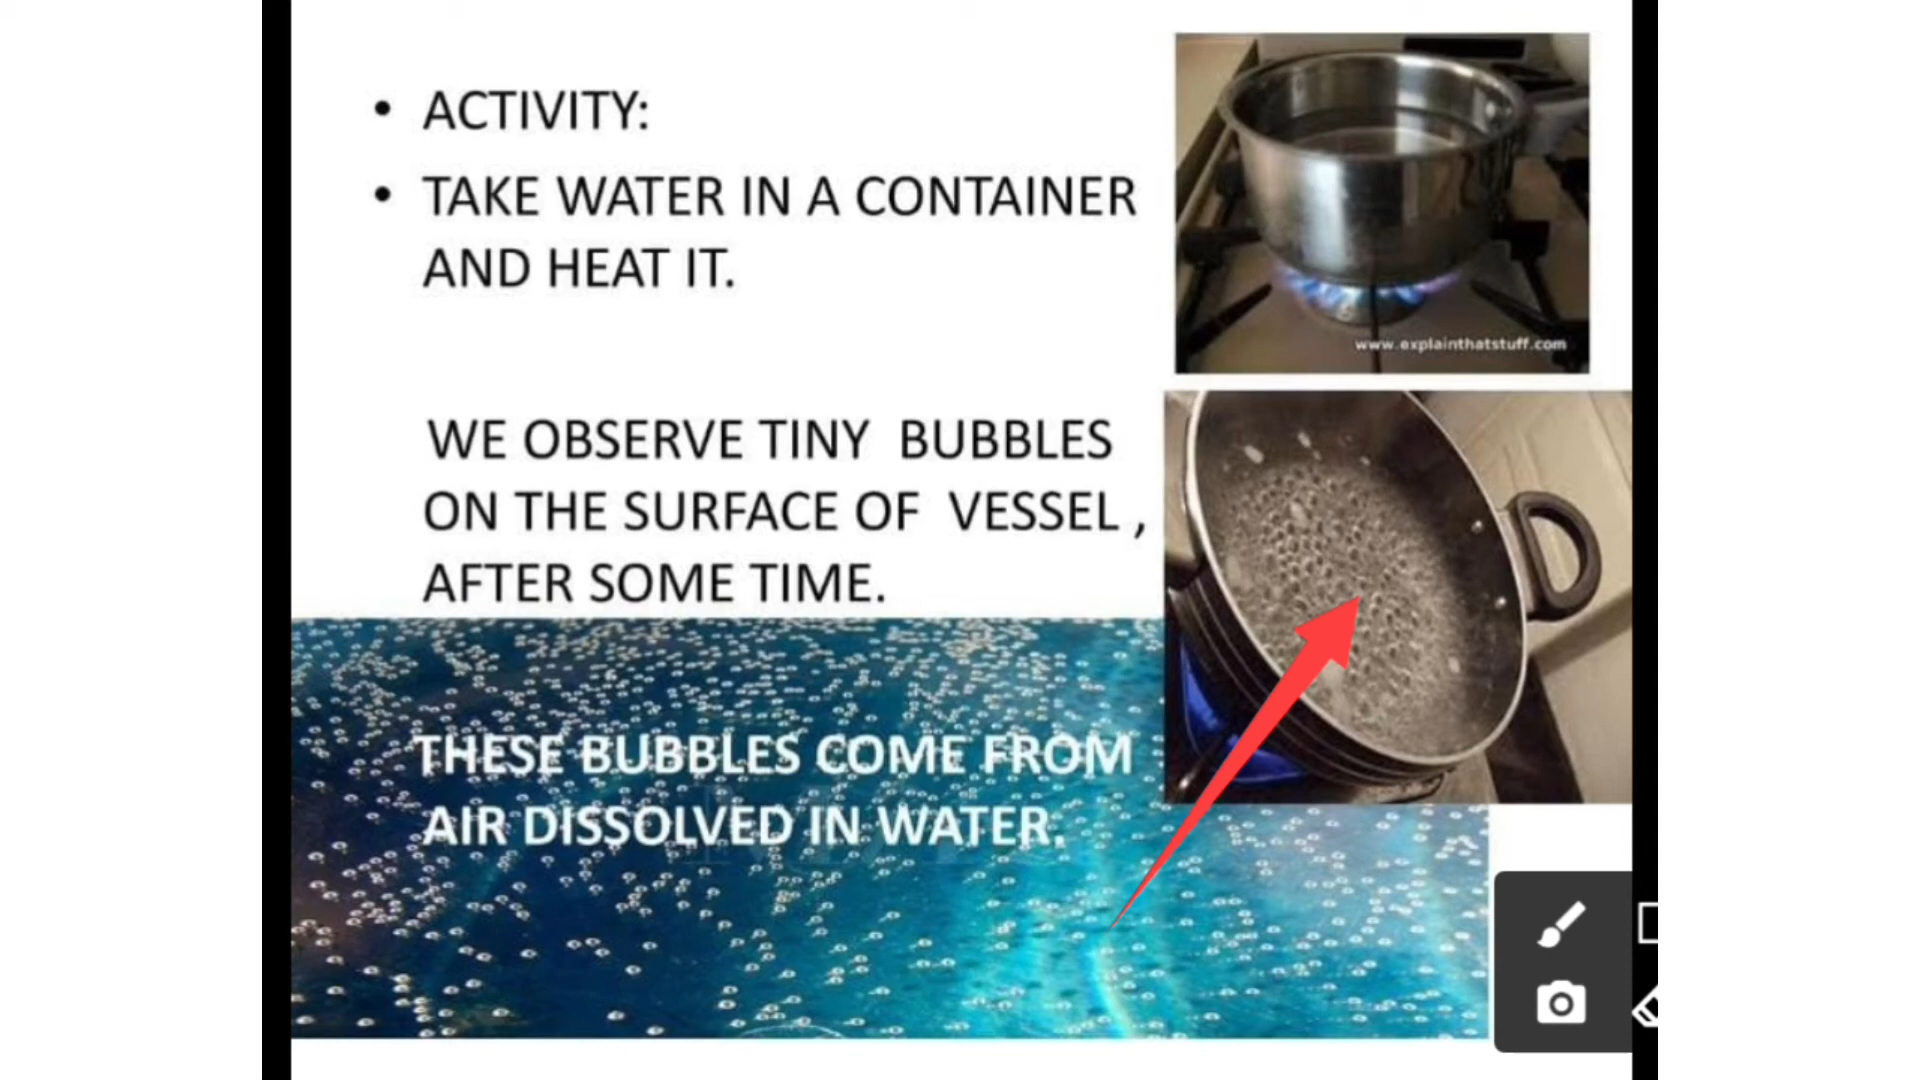 • ACTIVITY:
• TAKE WATER IN A CONTAINER
AND HEAT IT.
www.explainthatstuff.com
WE OBSERVE TINY BUBBLES
ON THE SURFACE OF VESSEL ,
AFTER SOME TIME.
THESE BUBBLES COME FROM
AIR DISSOLVED IN WATER.